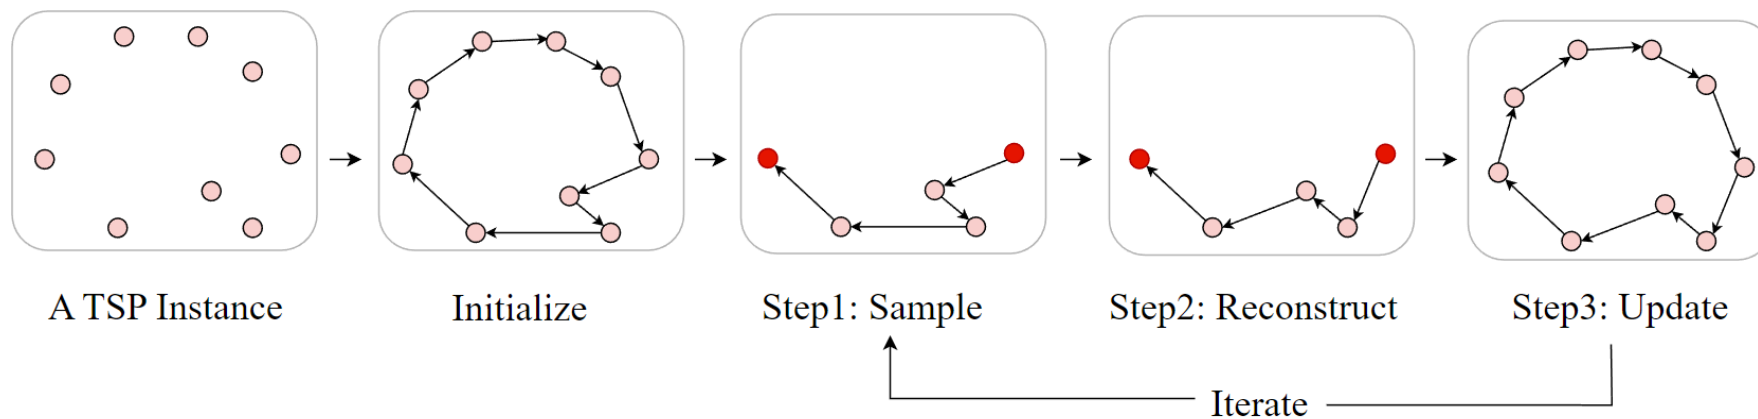 A TSP Instance
Initialize
Step1: Sample
Step2: Reconstruct
Step3: Update
Iterate